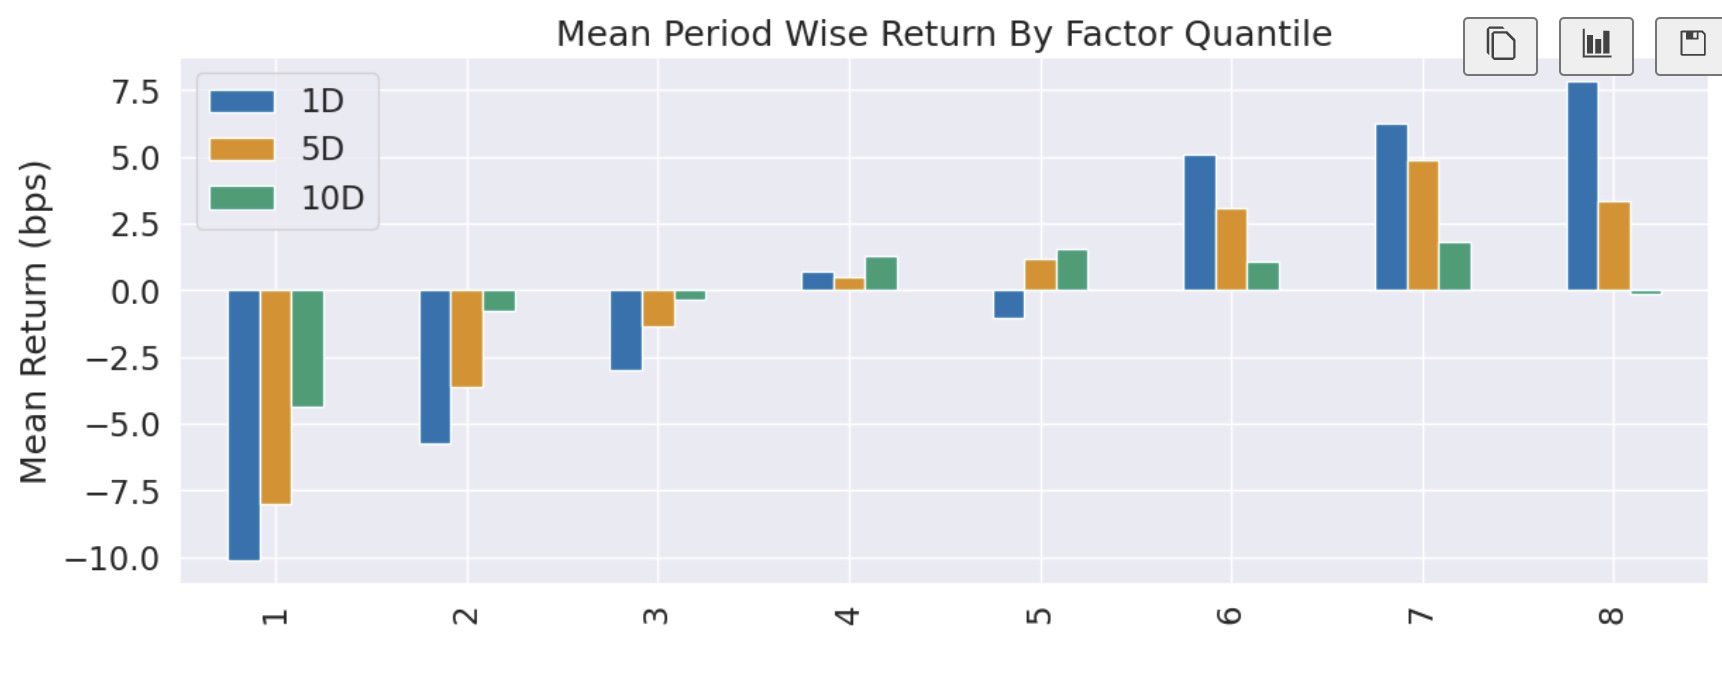 Mean Period Wise Return By Factor Quantile
Mean Return (bps)
7.5
5.0
2.5
0.0
−2.5
−5.0
−7.5
−10.0
1D
5D
10D
1 2 3 4 5 6 7 8